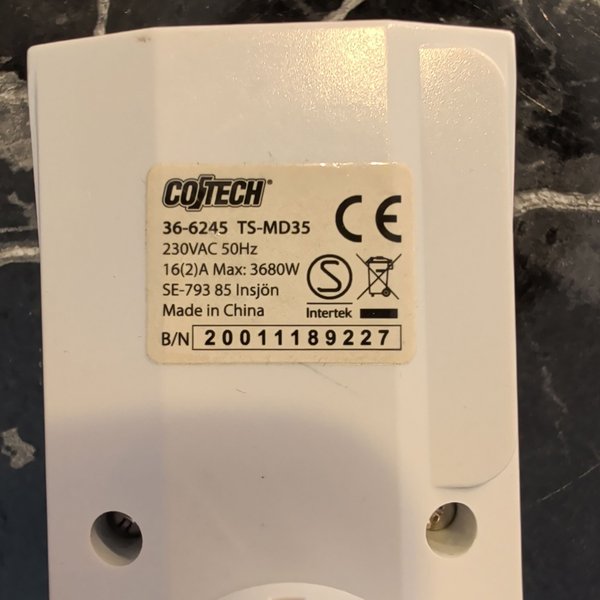 COTECH®
36-6245 TS-MD35
230VAC 50Hz
16(2)A Max: 3680W
SE-793 85 Insjön
Made in China
CE
S
Intertek
B/N 20011189227